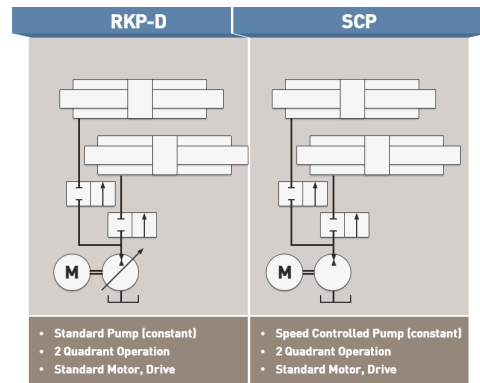 RKP-D
SCP
M
M
• Standard Pump (constant)
• 2 Quadrant Operation
• Standard Motor, Drive
• Speed Controlled Pump (constant)
• 2 Quadrant Operation
• Standard Motor, Drive